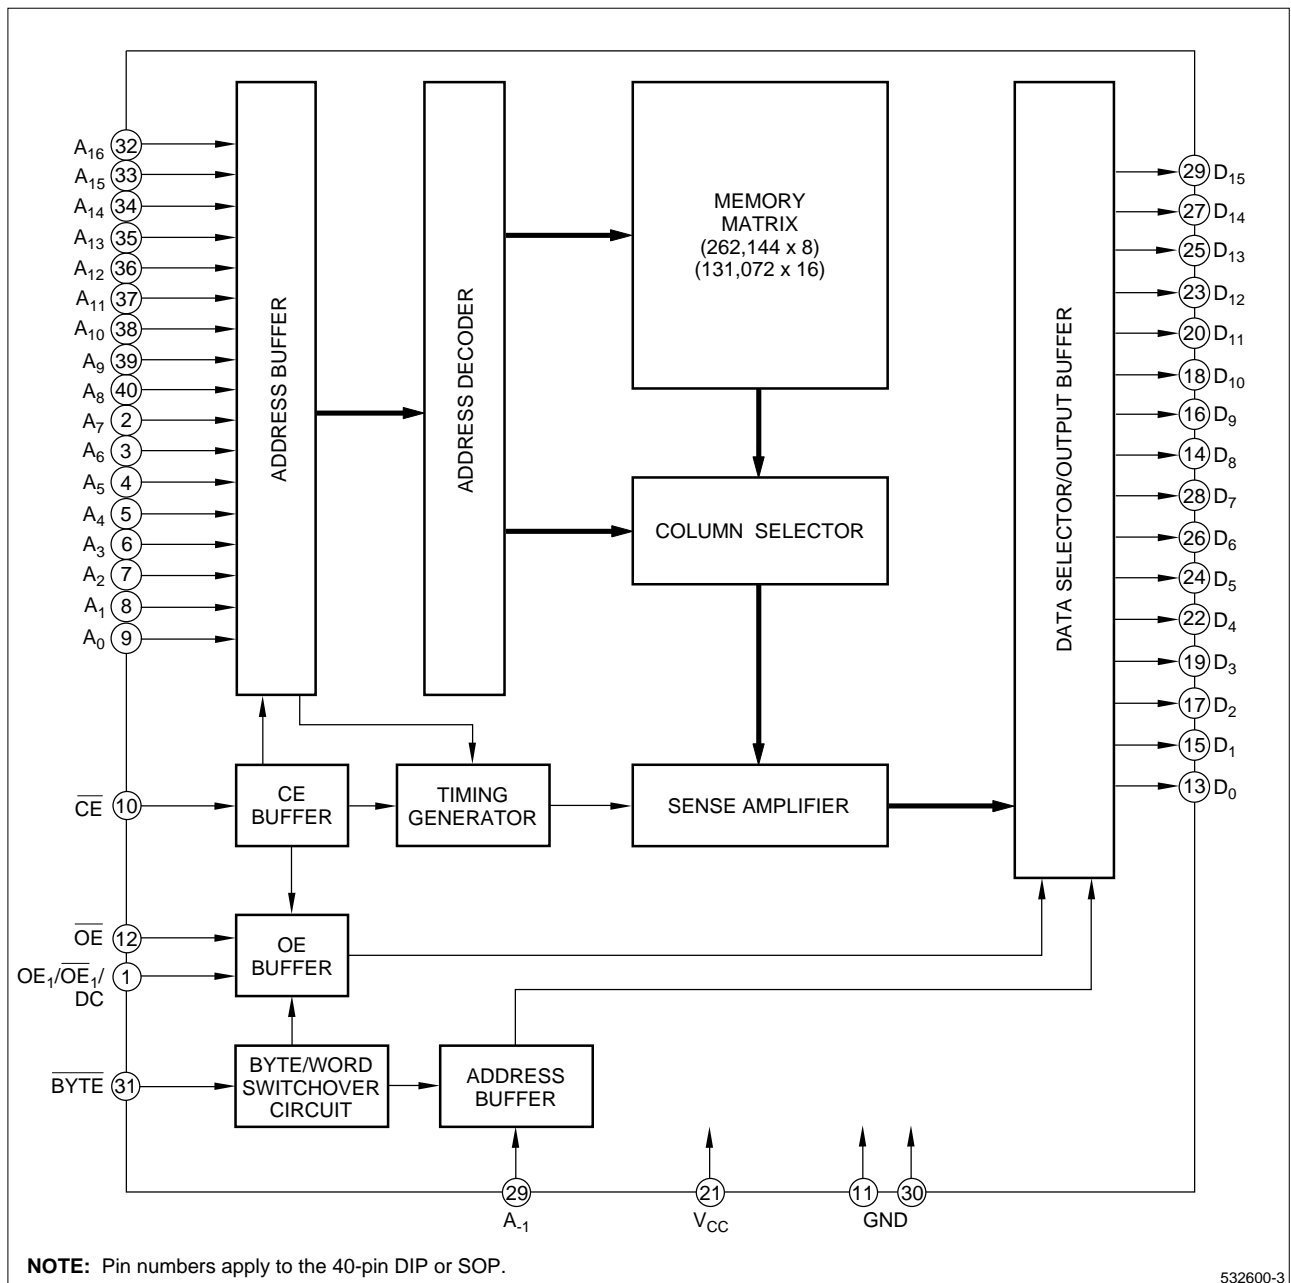 A16 32
A15 33
A14 34
A13 35
A12 36
A11 37
A10 38
A9 39
A8 40
A7 2
A6 3
A5 4
A4 5
A3 6
A2 7
A1 8
A0 9
CE 10
OE 12
OE1/OE1/ 1
DC
BYTE 31
ADDRESS BUFFER
ADDRESS DECODER
MEMORY
MATRIX
(262,144 x 8)
(131,072 x 16)
COLUMN SELECTOR
CE
BUFFER
TIMING
GENERATOR
SENSE AMPLIFIER
OE
BUFFER
BYTE/WORD
SWITCHOVER
CIRCUIT
ADDRESS
BUFFER
DATA SELECTOR/OUTPUT BUFFER
29 D15
27 D14
25 D13
23 D12
20 D11
18 D10
16 D9
14 D8
28 D7
26 D6
24 D5
22 D4
19 D3
17 D2
15 D1
13 D0
29
A-1
21
VCC
11 30
GND
NOTE: Pin numbers apply to the 40-pin DIP or SOP.
532600-3